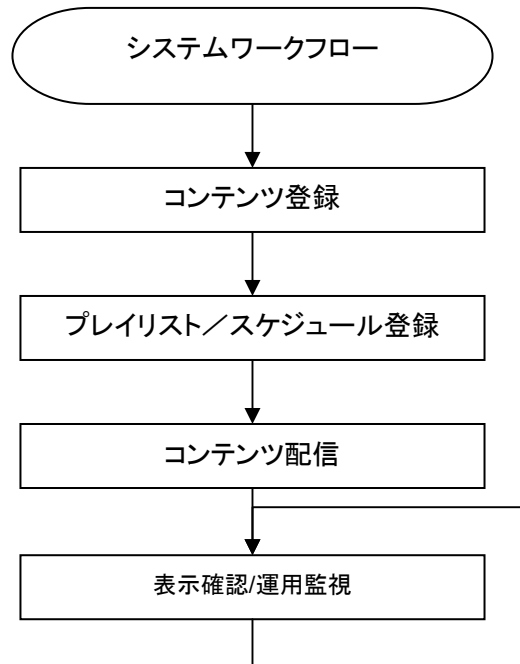 システムワークフロー
コンテンツ登録
プレイリスト／スケジュール登録
コンテンツ配信
表示確認/運用監視